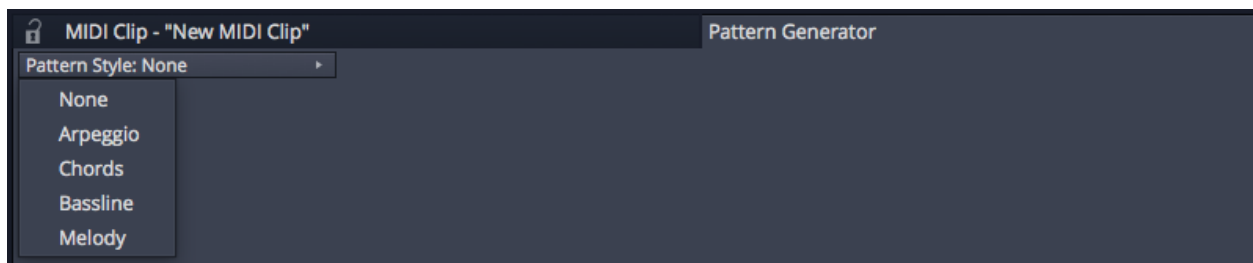 MIDI Clip - "New MIDI Clip"
Pattern Generator
Pattern Style: None
None
Arpeggio
Chords
Bassline
Melody